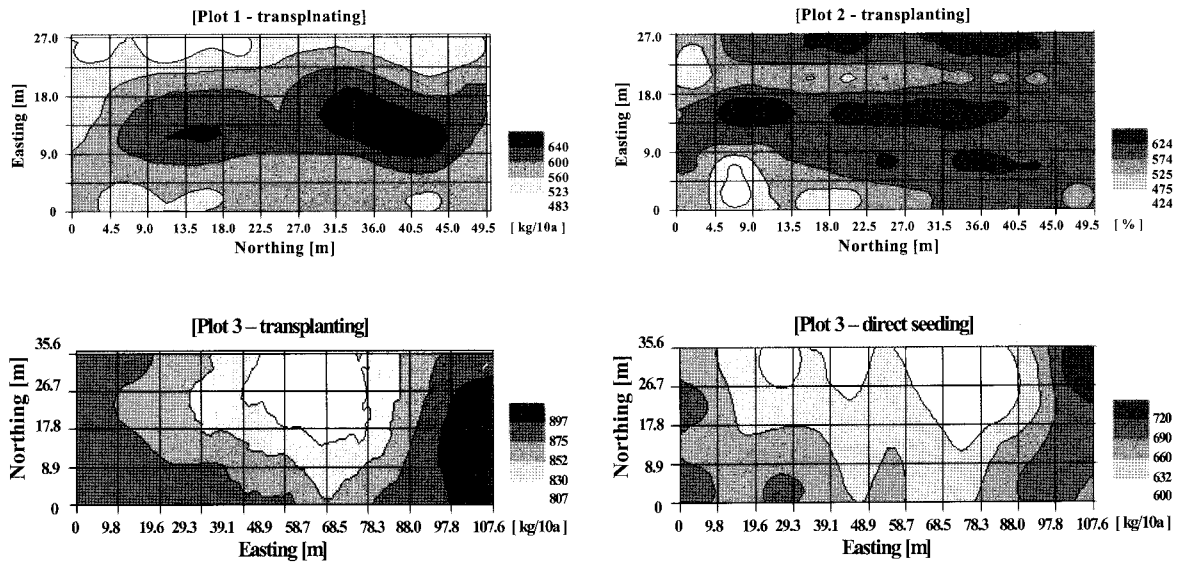 [Plot 1 - transplnating]
27.0
18.0
9.0
0
Easting [m]
0 4.5 9.0 13.5 18.0 22.5 27.0 31.5 36.0 40.5 45.0 49.5
Northing [m]
640
600
560
523
483
[ kg/10a ]
[Plot 2 - transplanting]
27.0
18.0
9.0
0
Easting [m]
0 4.5 9.0 13.5 18.0 22.5 27.0 31.5 36.0 40.5 45.0 49.5
Northing [m]
624
574
525
475
424
[ % ]
[Plot 3 – transplanting]
35.6
26.7
17.8
8.9
0
Northing [m]
0 9.8 19.6 29.3 39.1 48.9 58.7 68.5 78.3 88.0 97.8 107.6
Easting [m]
897
875
852
830
807
[ kg/10a ]
[Plot 3 – direct seeding]
35.6
26.7
17.8
8.9
0
Northing [m]
0 9.8 19.6 29.3 39.1 48.9 58.7 68.5 78.3 88.0 97.8 107.6
Easting [m]
720
690
660
632
600
[ kg/10a ]